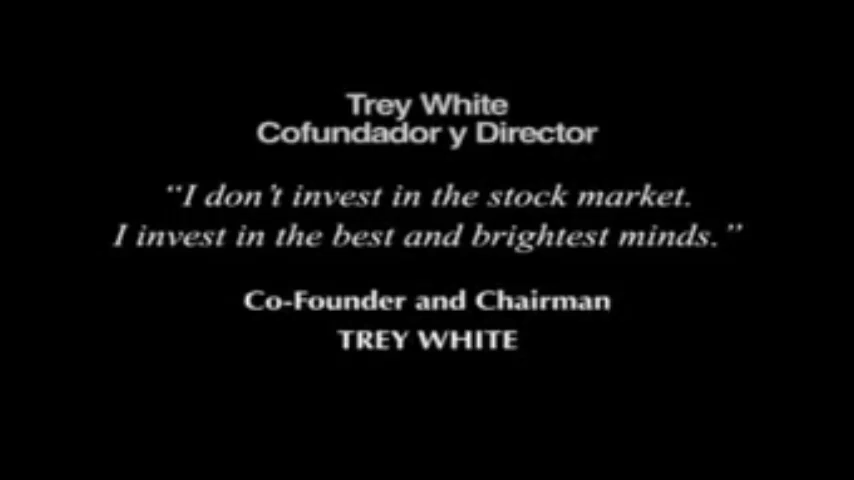 Trey White
Cofundador y Director
“I don't invest in the stock market.
I invest in the best and brightest minds.”
Co-Founder and Chairman
TREY WHITE